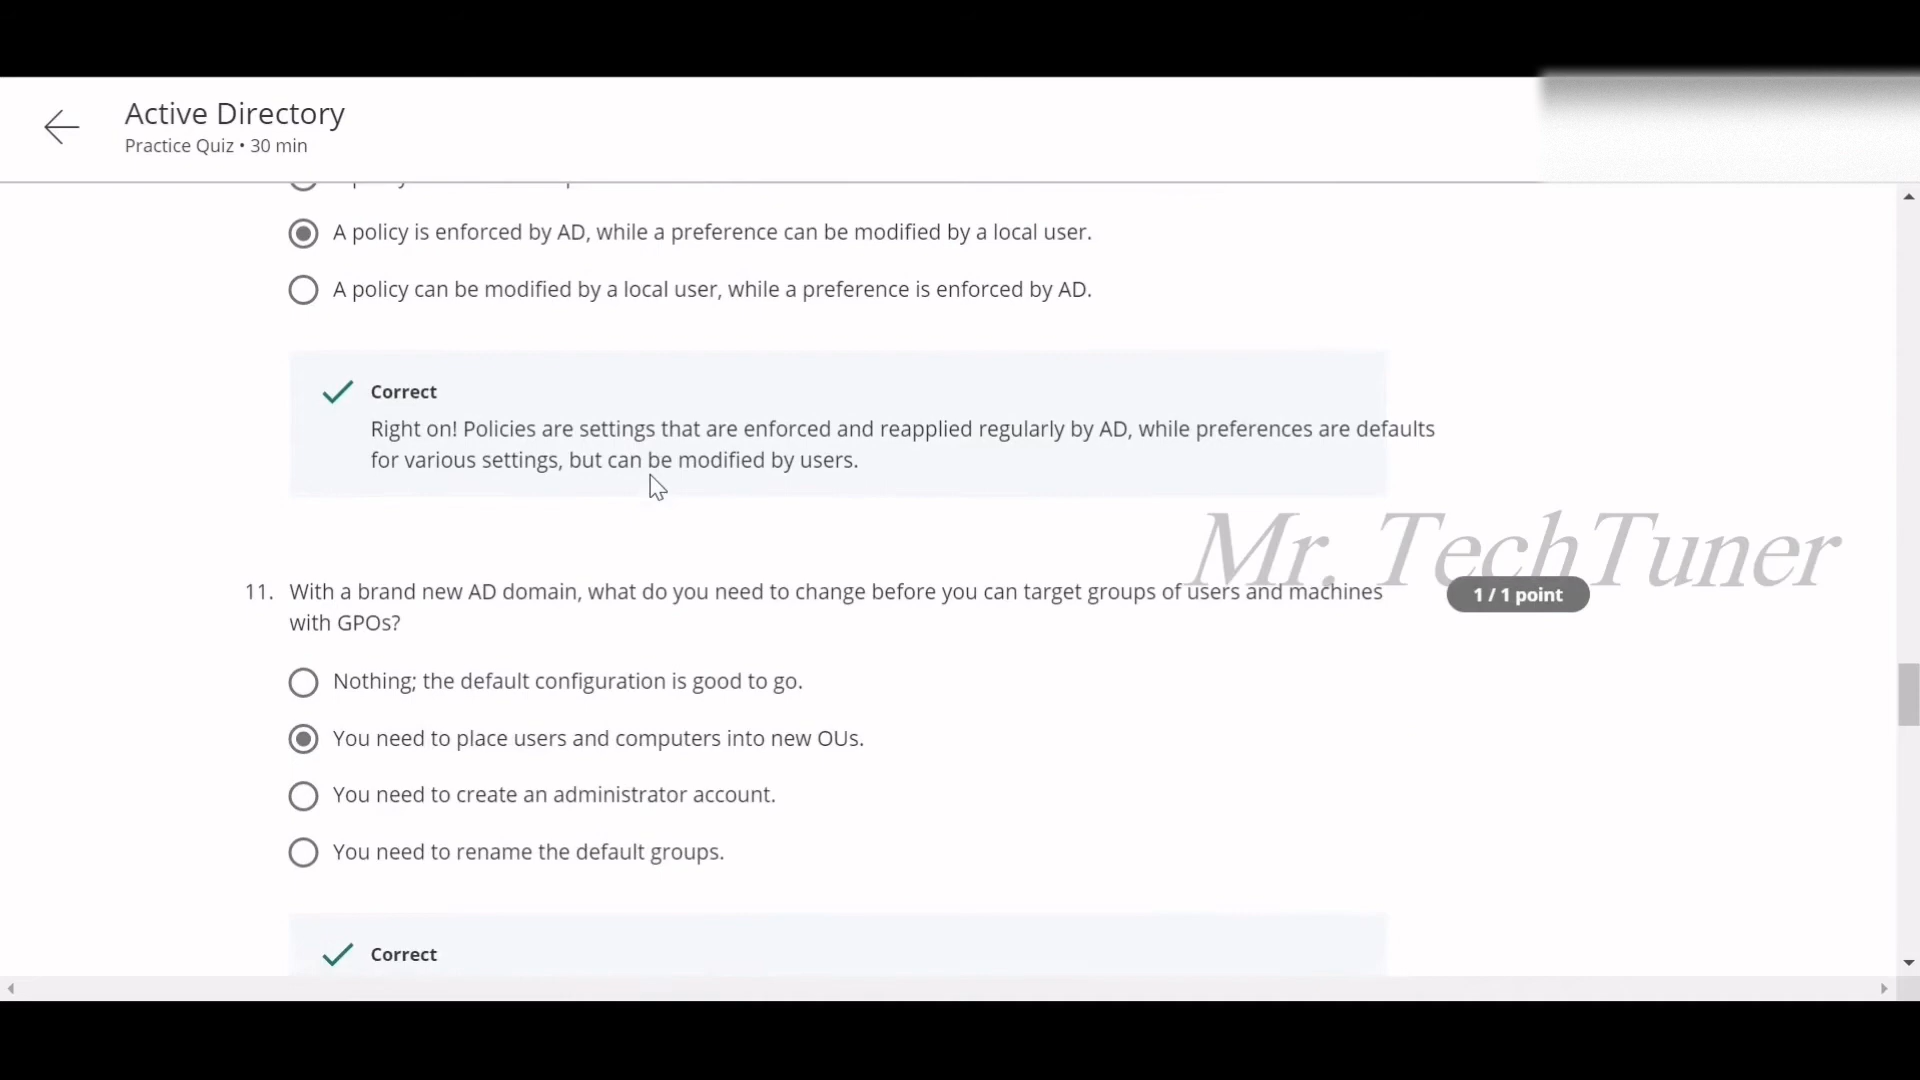 Active Directory
Practice Quiz • 30 min
A policy is enforced by AD, while a preference can be modified by a local user.
A policy can be modified by a local user, while a preference is enforced by AD.
Correct
Right on! Policies are settings that are enforced and reapplied regularly by AD, while preferences are defaults
for various settings, but can be modified by users.
Mr. TechTuner
11. With a brand new AD domain, what do you need to change before you can target groups of users and machines
with GPOs?
1 / 1 point
Nothing; the default configuration is good to go.
You need to place users and computers into new OUs.
You need to create an administrator account.
You need to rename the default groups.
Correct